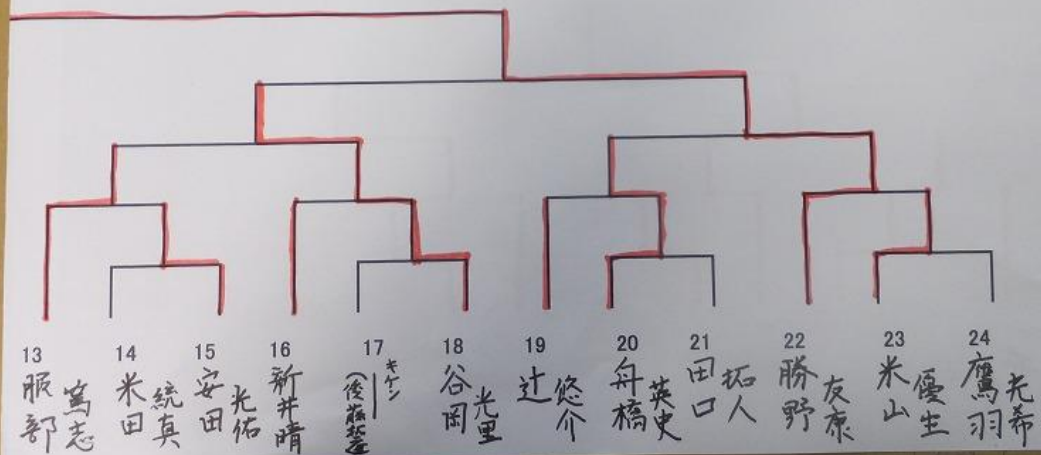 13
服部 篤志
14
米田 統真
15
安田 光佑
16
新井晴
17
キケン
18
谷岡 光里
19
辻 悠介
20
舟橋 英史
21
田口 拓人
22
勝野 友康
23
米山 優生
24
鷹羽 光希